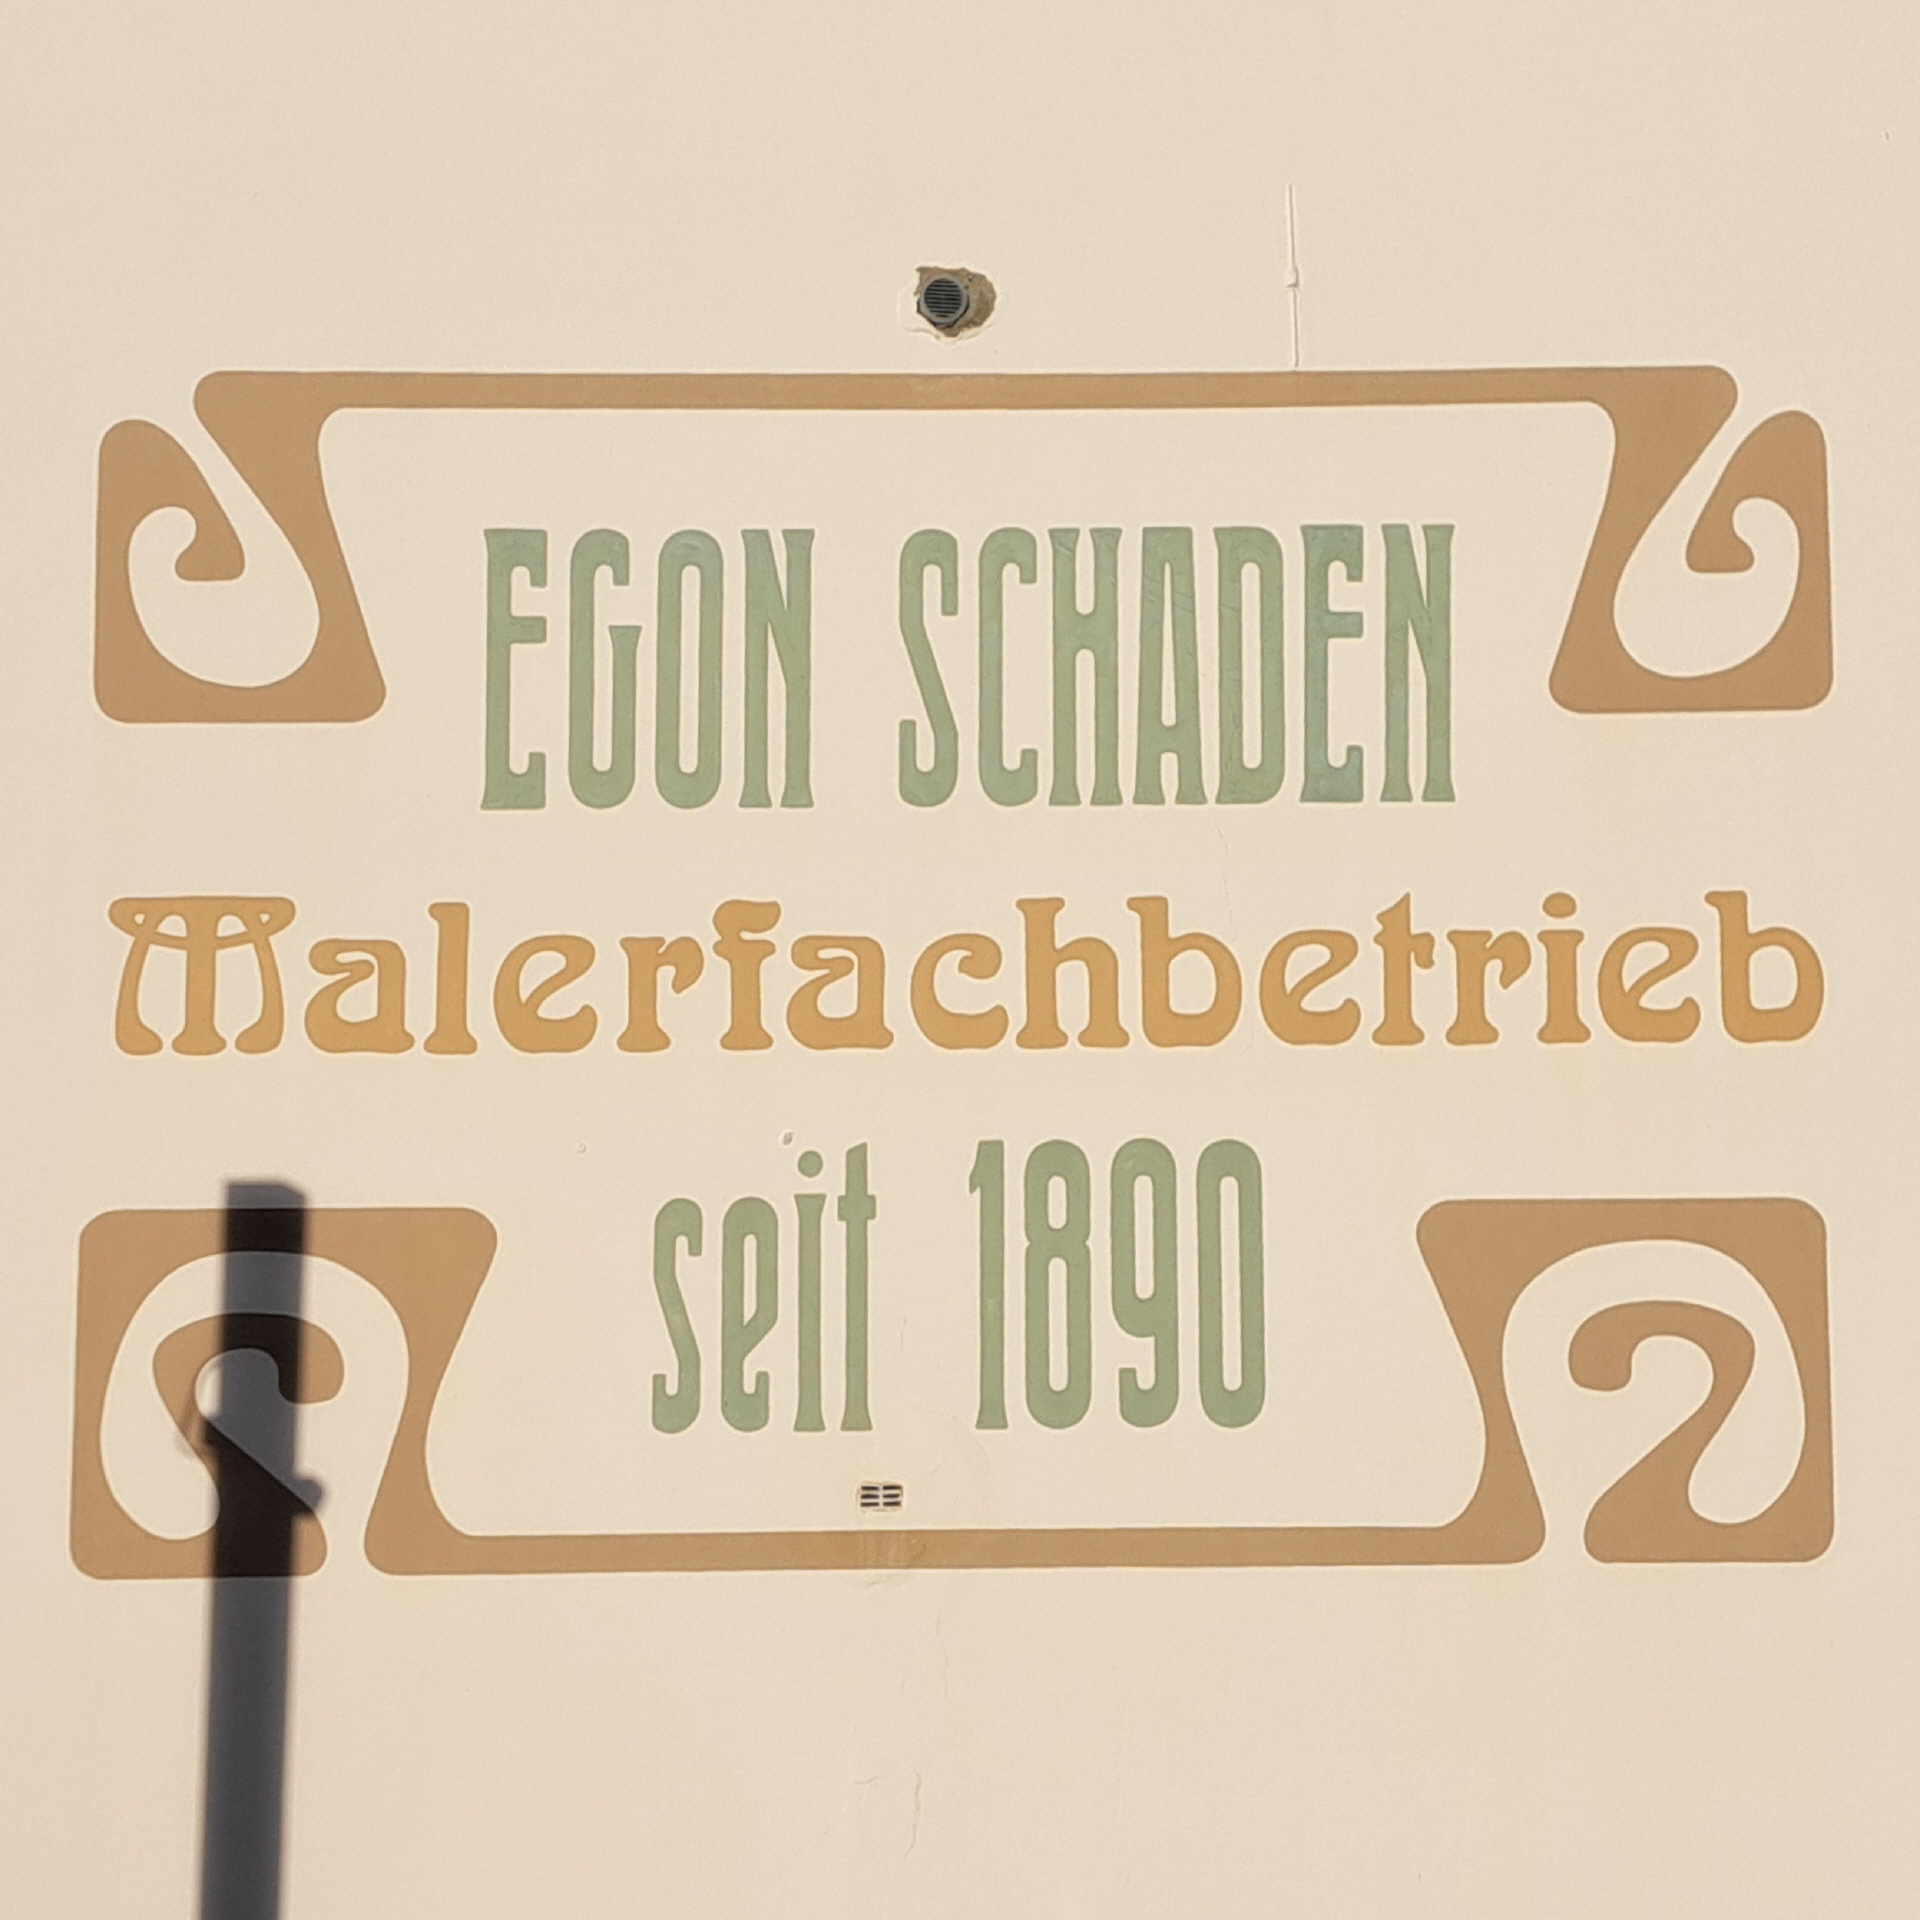 EGON SCHADEN
Malerfachbetrieb
seit 1890